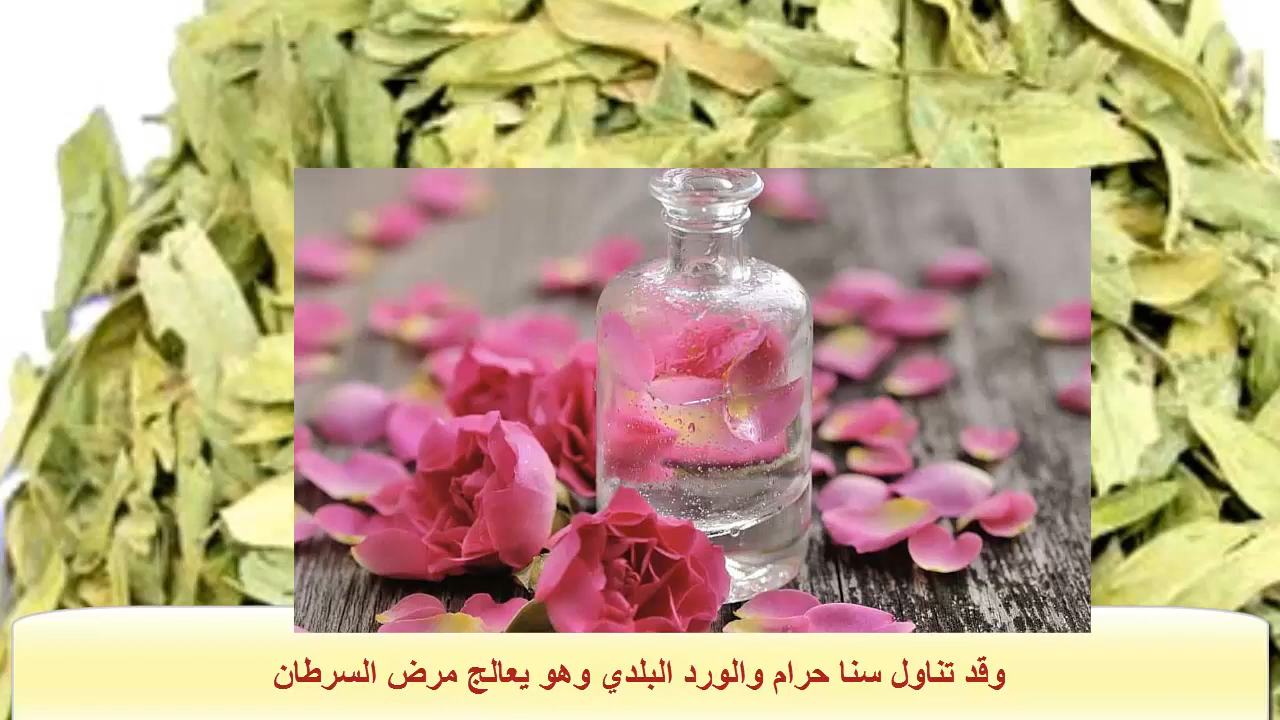 وقد تناول سنا حرام والورد البلدي وهو يعالج مرض السرطان